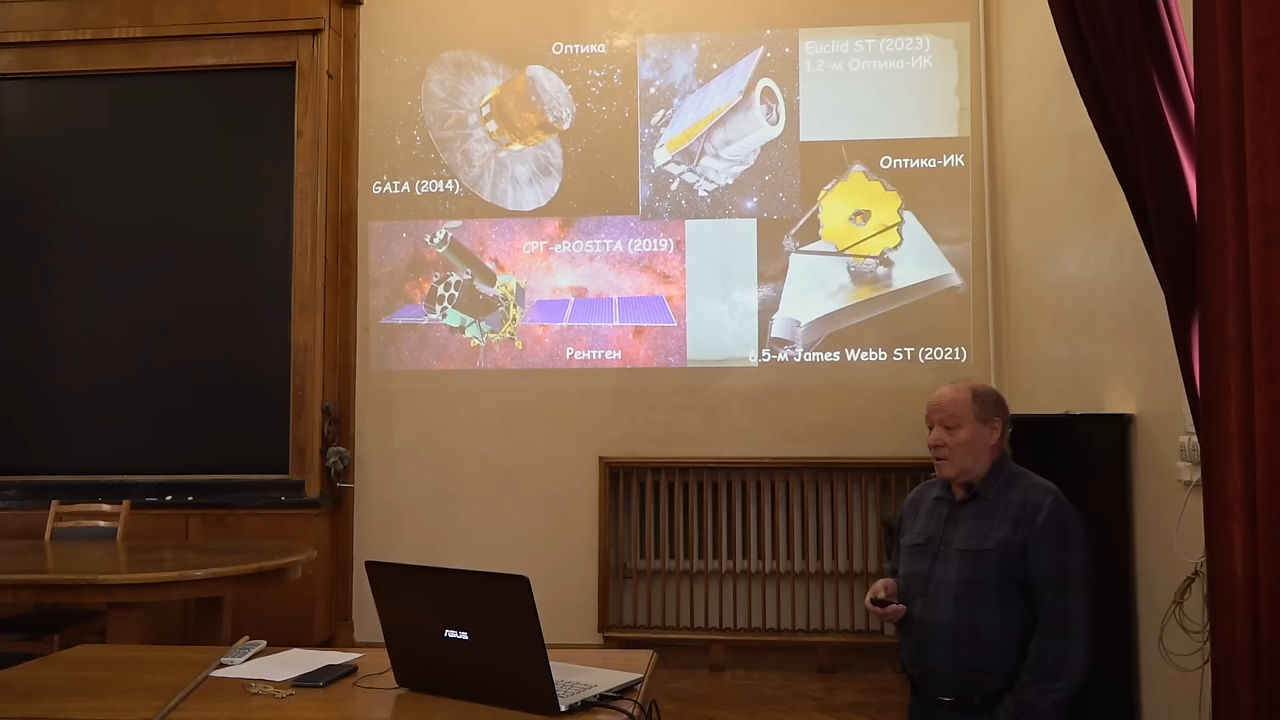 Оптика
Euclid ST (2023)
1.2-м Оптика-ИК
GAIA (2014)
Оптика-ИК
СРГ-eROSITA (2019)
Рентген
6.5-м James Webb ST (2021)
ASUS